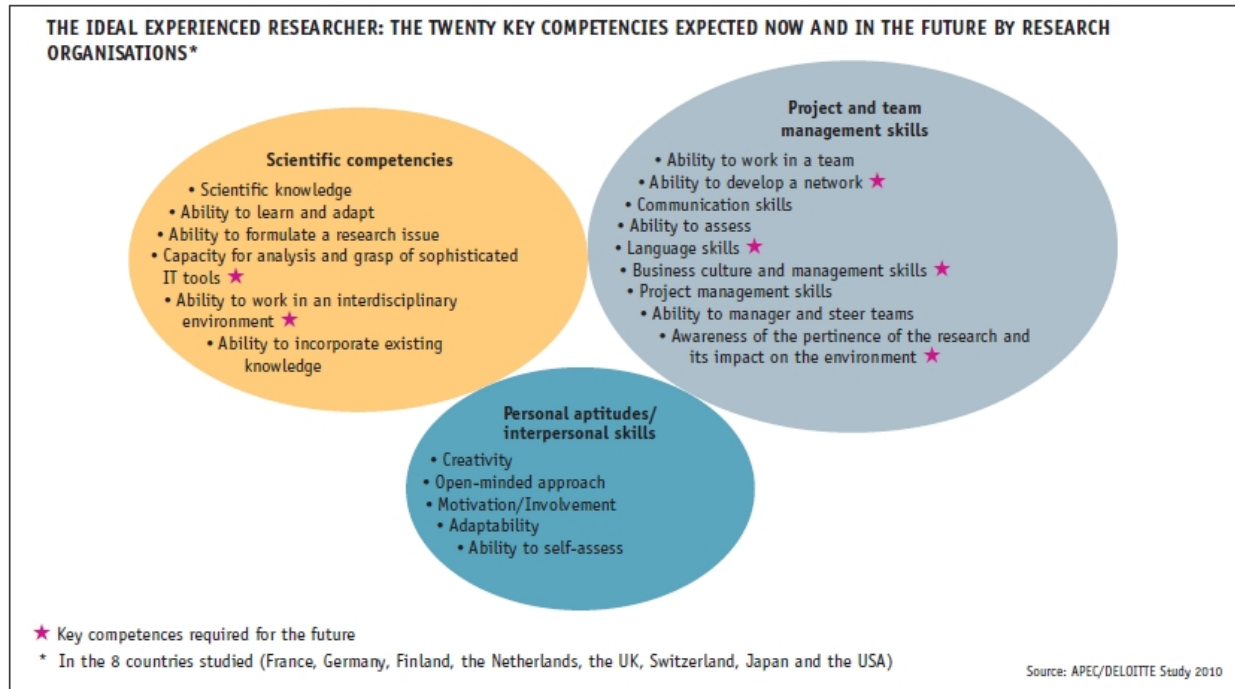 THE IDEAL EXPERIENCED RESEARCHER: THE TWENTY KEY COMPETENCIES EXPECTED NOW AND IN THE FUTURE BY RESEARCH
ORGANISATIONS*
Scientific competencies
• Scientific knowledge
• Ability to learn and adapt
• Ability to formulate a research issue
• Capacity for analysis and grasp of sophisticated
IT tools ★
• Ability to work in an interdisciplinary
environment ★
• Ability to incorporate existing
knowledge
Project and team
management skills
• Ability to work in a team
• Ability to develop a network ★
• Communication skills
• Ability to assess
• Language skills ★
• Business culture and management skills ★
• Project management skills
• Ability to manager and steer teams
• Awareness of the pertinence of the research and
its impact on the environment ★
Personal aptitudes/
interpersonal skills
• Creativity
• Open-minded approach
• Motivation/Involvement
• Adaptability
• Ability to self-assess
★ Key competences required for the future
* In the 8 countries studied (France, Germany, Finland, the Netherlands, the UK, Switzerland, Japan and the USA)
Source: APEC/DELOITTE Study 2010